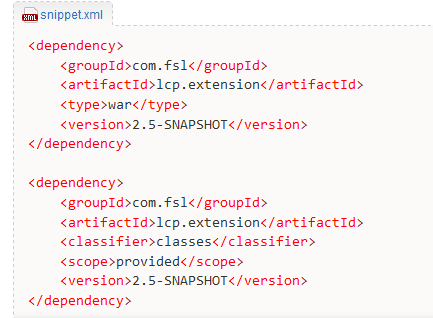 XML snippet.xml
<dependency>
    <groupId>com.fsl</groupId>
    <artifactId>lcp.extension</artifactId>
    <type>war</type>
    <version>2.5-SNAPSHOT</version>
</dependency>

<dependency>
    <groupId>com.fsl</groupId>
    <artifactId>lcp.extension</artifactId>
    <classifier>classes</classifier>
    <scope>provided</scope>
    <version>2.5-SNAPSHOT</version>
</dependency>